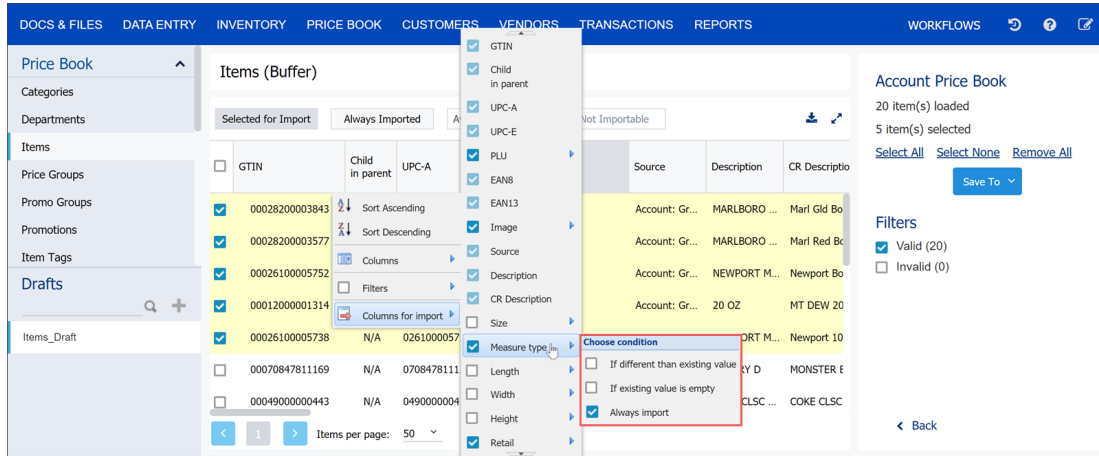 DOCS & FILES DATA ENTRY INVENTORY PRICE BOOK CUSTOMERS VENDORS TRANSACTIONS REPORTS WORKFLOWS
Price Book
Categories
Departments
Items
Price Groups
Promo Groups
Promotions
Item Tags
Drafts
Items_Draft
Items (Buffer)
Selected for Import Always Imported Not Importable
GTIN Child in parent UPC-A Source Description CR Descriptio
00028200003843 Account: Gr... MARLBORO ... Marl Gld Bo
00028200003577 Account: Gr... MARLBORO ... Marl Red Bo
00026100005752 Account: Gr... NEWPORT M... Newport Bo
00012000001314 Account: Gr... 20 OZ MT DEW 20
00026100005738 N/A 0261000057 ORT M... Newport 10
00070847811169 N/A 0708478111 RY D MONSTER E
00049000000443 N/A 0490000004 CLSC ... COKE CLSC
1 Items per page: 50
Sort Ascending
Sort Descending
Columns
Filters
Columns for import
GTIN
Child
in parent
UPC-A
UPC-E
PLU
EAN8
EAN13
Image
Source
Description
CR Description
Size
Measure type
Length
Width
Height
Retail
Choose condition
If different than existing value
If existing value is empty
Always import
Account Price Book
20 item(s) loaded
5 item(s) selected
Select All Select None Remove All
Save To
Filters
Valid (20)
Invalid (0)
Back